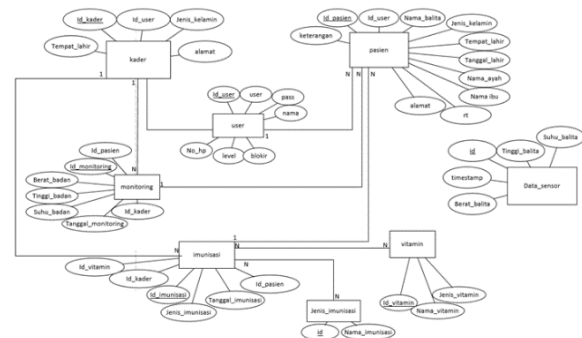 Id_kader
Id_user
Jenis_kelamin
Tempat_lahir
kader
alamat
1
1
1
Id_pasien
Id_user
Nama_balita
keterangan
pasien
Jenis_kelamin
Tempat_lahir
Tanggal_lahir
Nama_ayah
Nama ibu
alamat
rt
N
N
N
Id_user
user
pass
nama
user
1
No_hp
level
blokir
Id_pasien
Id_monitoring
N
Berat_badan
monitoring
1
Tinggi_badan
Suhu_badan
Id_kader
Tanggal_monitoring
id
Tinggi_balita
Suhu_balita
timestamp
Data_sensor
Berat_balita
1
N
imunisasi
N
N
N
vitamin
Id_vitamin
Id_kader
Id_imunisasi
Jenis_imunisasi
Tanggal_imunisasi
Id_pasien
Id_vitamin
Nama_vitamin
Jenis_vitamin
N
Jenis_imunisasi
id
Nama_imunisasi